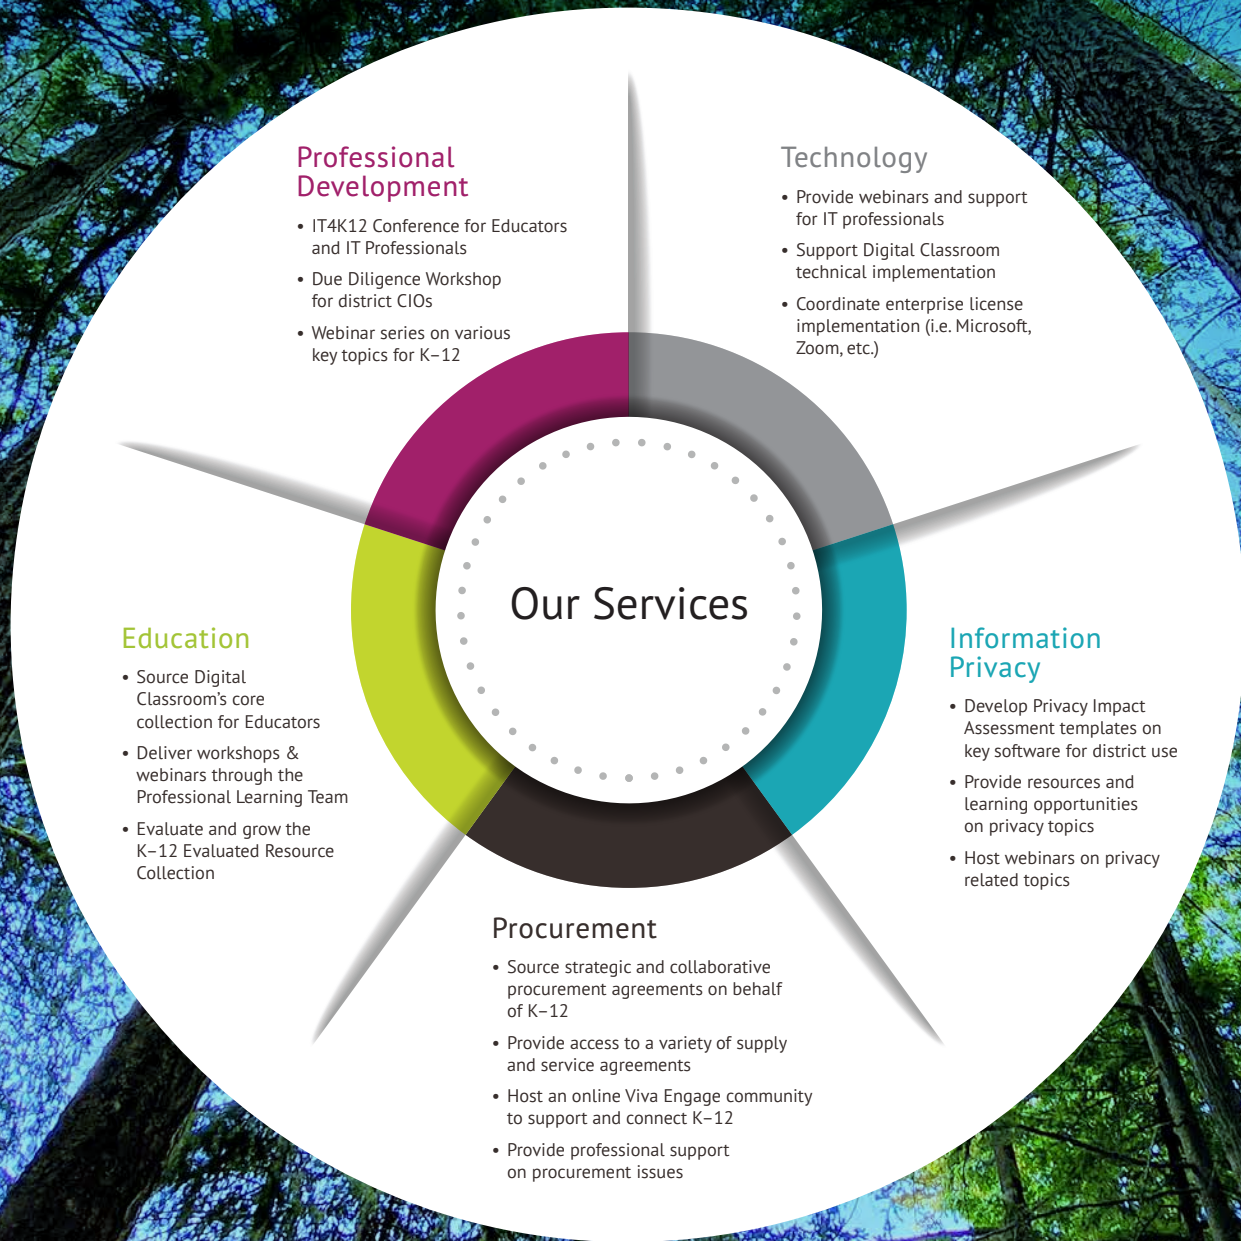 Professional
Development
• IT4K12 Conference for Educators
and IT Professionals
• Due Diligence Workshop
for district CIOs
• Webinar series on various
key topics for K–12
Technology
• Provide webinars and support
for IT professionals
• Support Digital Classroom
technical implementation
• Coordinate enterprise license
implementation (i.e. Microsoft,
Zoom, etc.)
Our Services
Education
• Source Digital
Classroom’s core
collection for Educators
• Deliver workshops &
webinars through the
Professional Learning Team
• Evaluate and grow the
K–12 Evaluated Resource
Collection
Information
Privacy
• Develop Privacy Impact
Assessment templates on
key software for district use
• Provide resources and
learning opportunities
on privacy topics
• Host webinars on privacy
related topics
Procurement
• Source strategic and collaborative
procurement agreements on behalf
of K–12
• Provide access to a variety of supply
and service agreements
• Host an online Viva Engage community
to support and connect K–12
• Provide professional support
on procurement issues